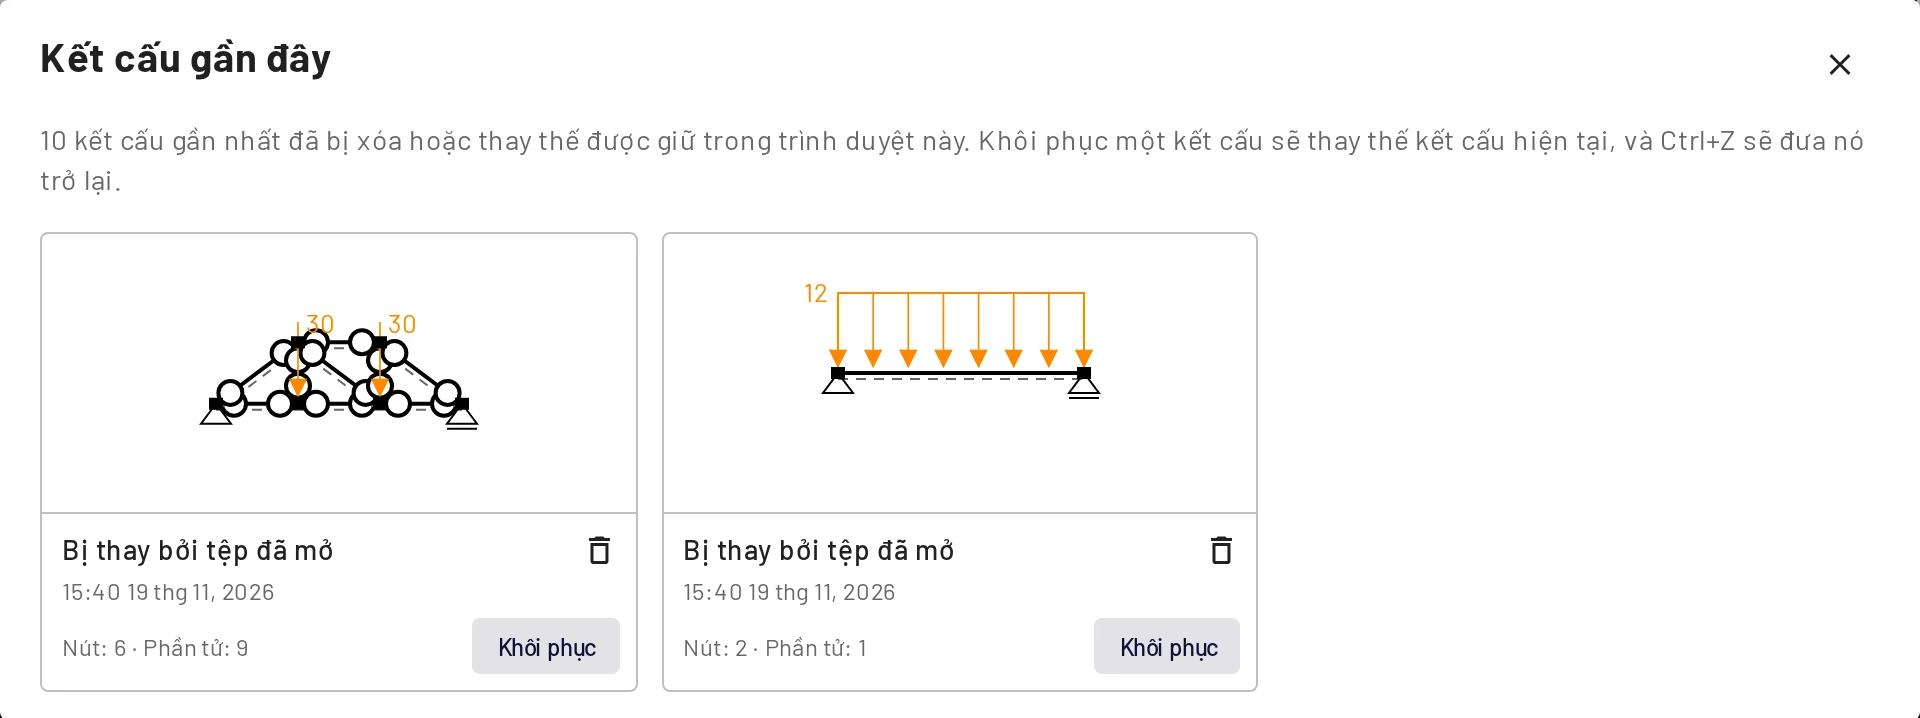 Kết cấu gần đây
10 kết cấu gần nhất đã bị xóa hoặc thay thế được giữ trong trình duyệt này. Khôi phục một kết cấu sẽ thay thế kết cấu hiện tại, và Ctrl+Z sẽ đưa nó
trở lại.
30 30
12
Bị thay bởi tệp đã mở
15:40 19 thg 11, 2026
Nút: 6 · Phần tử: 9
Khôi phục
Bị thay bởi tệp đã mở
15:40 19 thg 11, 2026
Nút: 2 · Phần tử: 1
Khôi phục